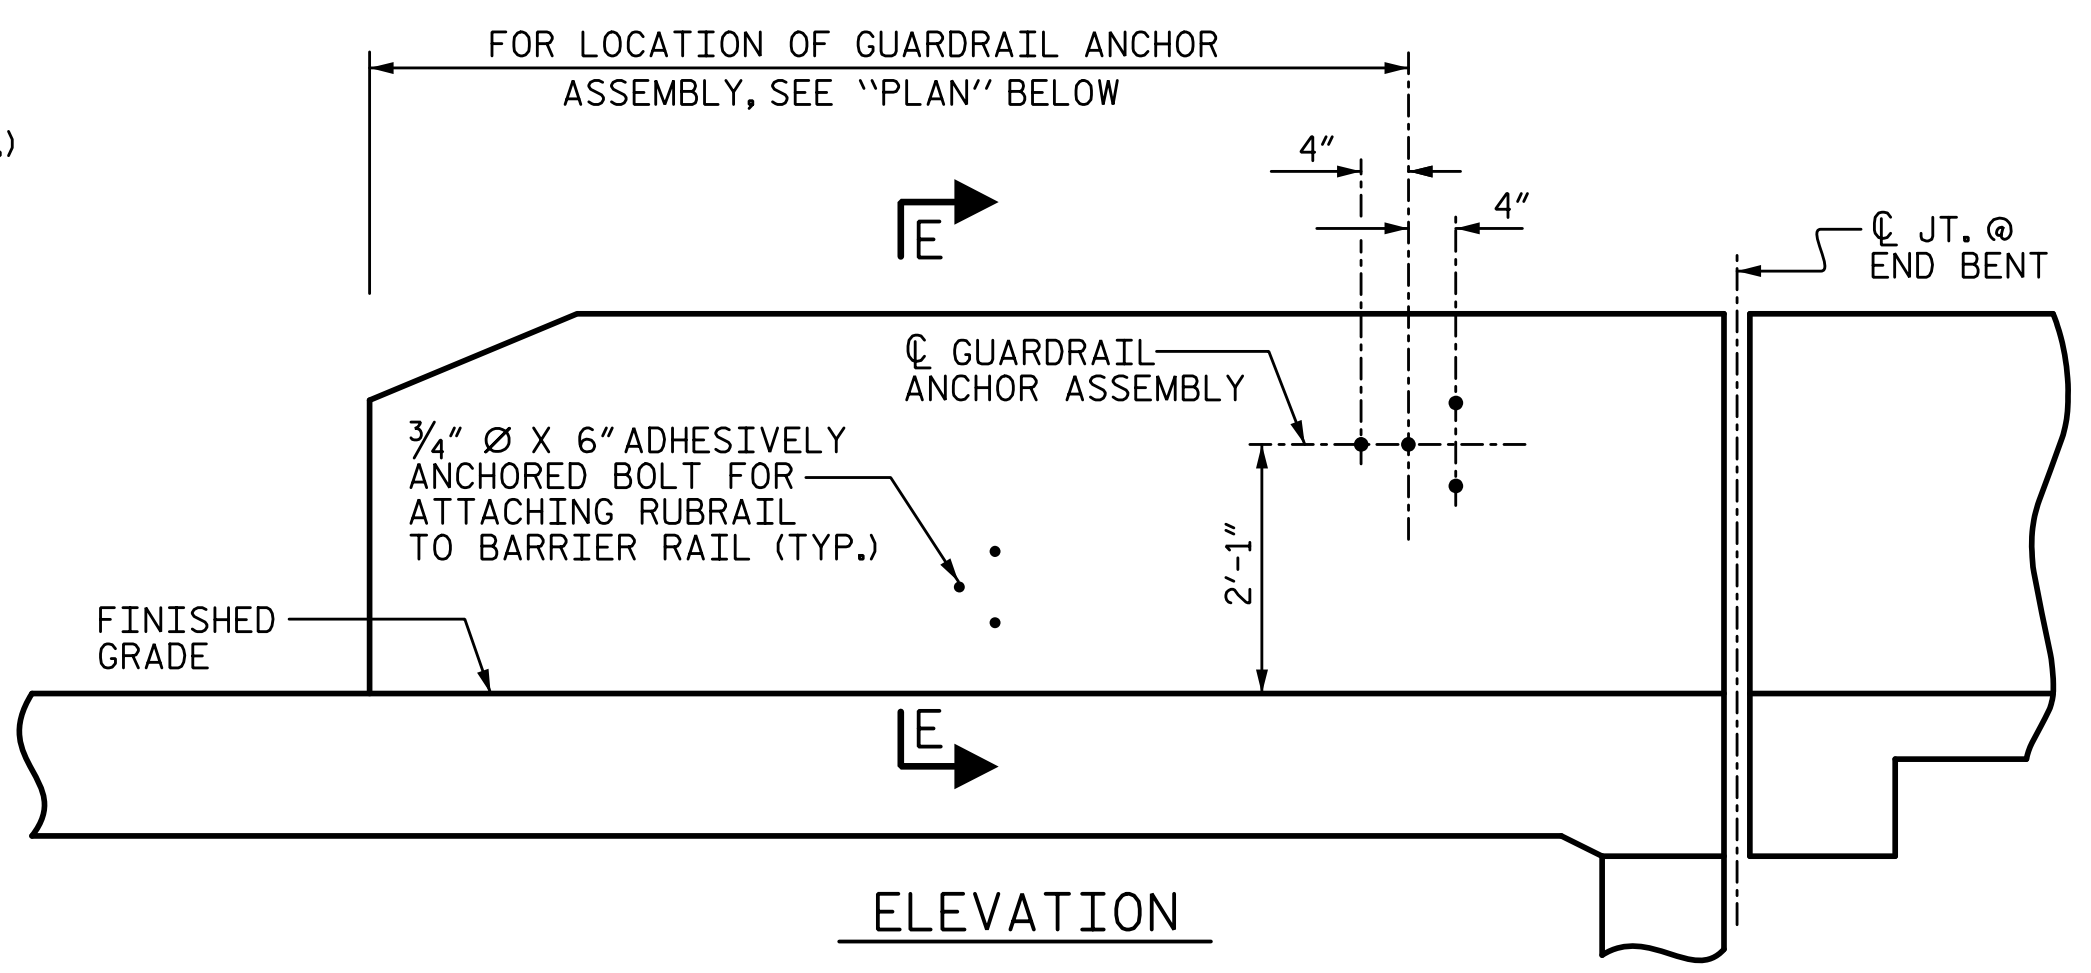 FOR LOCATION OF GUARDRAIL ANCHOR
ASSEMBLY, SEE "PLAN" BELOW
.)
4"
4"
E
℄ JT. @
END BENT
℄ GUARDRAIL
ANCHOR ASSEMBLY
3/4" Ø X 6" ADHESIVELY
ANCHORED BOLT FOR
ATTACHING RUBRAIL
TO BARRIER RAIL (TYP.)
2'-1"
FINISHED
GRADE
E
ELEVATION